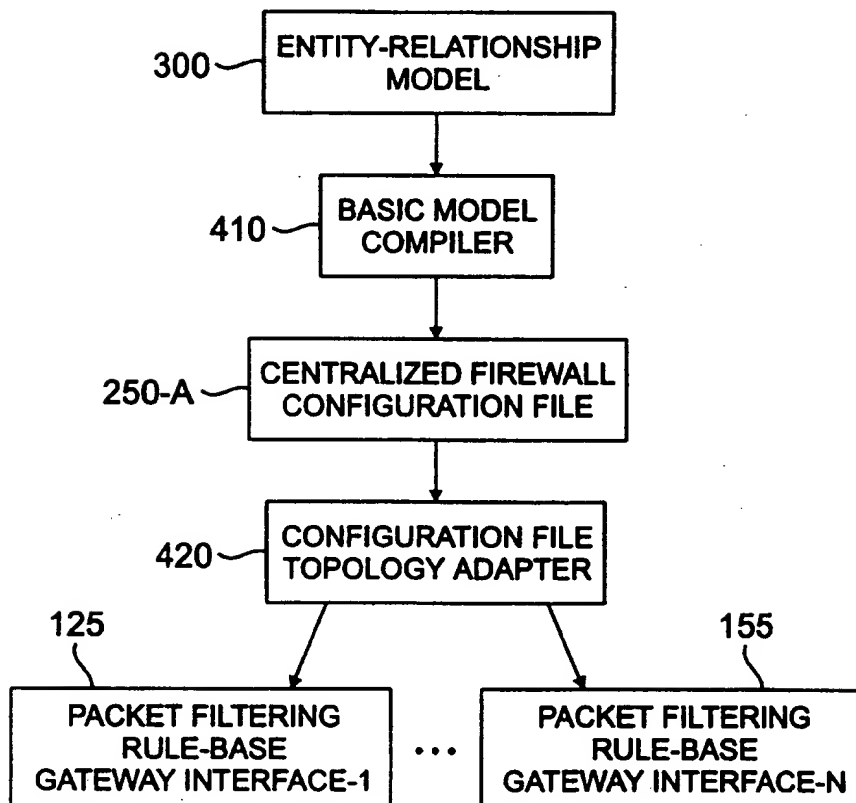 300
ENTITY-RELATIONSHIP
MODEL
410
BASIC MODEL
COMPILER
250-A
CENTRALIZED FIREWALL
CONFIGURATION FILE
420
CONFIGURATION FILE
TOPOLOGY ADAPTER
125
155
PACKET FILTERING
RULE-BASE
GATEWAY INTERFACE-1
...
PACKET FILTERING
RULE-BASE
GATEWAY INTERFACE-N